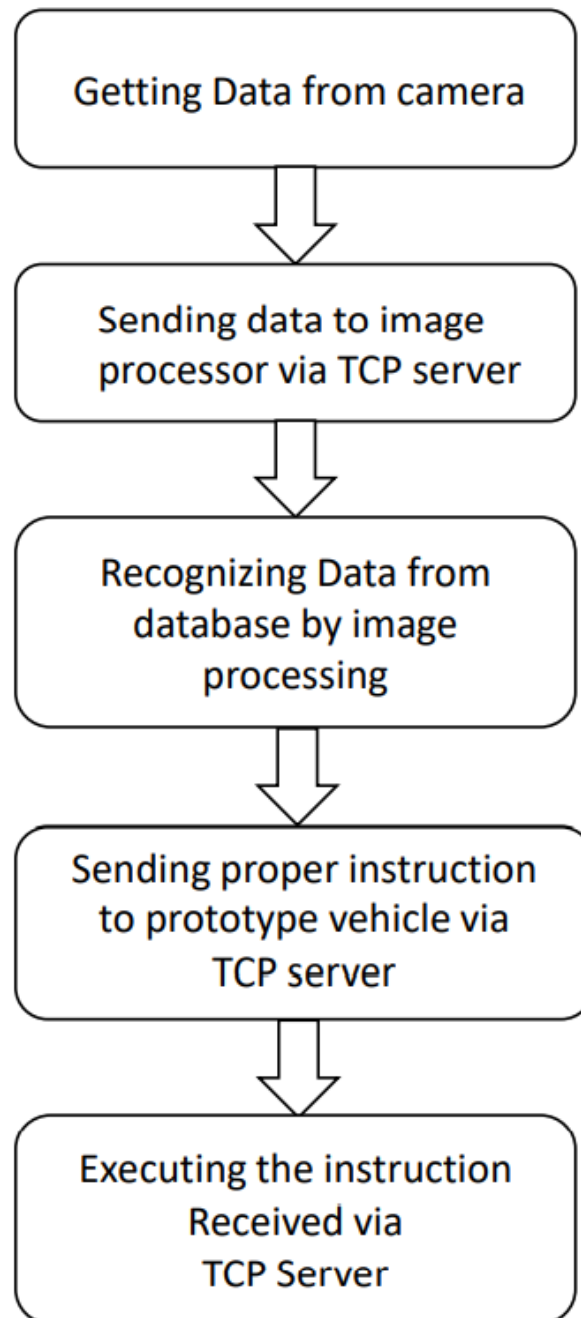 Getting Data from camera
Sending data to image
processor via TCP server
Recognizing Data from
database by image
processing
Sending proper instruction
to prototype vehicle via
TCP server
Executing the instruction
Received via
TCP Server